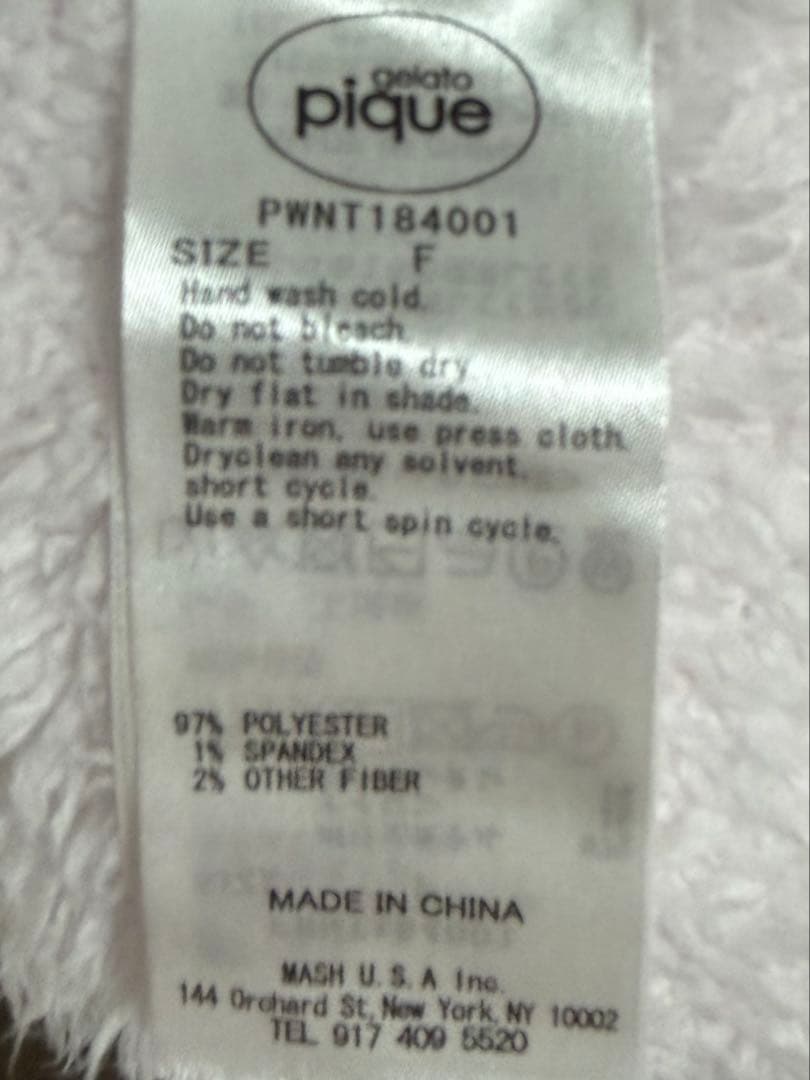 gelato
pique
PWNT184001
SIZE F
Hand wash cold.
Do not bleach.
Do not tumble dry.
Dry flat in shade.
Warm iron, use press cloth.
Dryclean any solvent,
short cycle.
Use a short spin cycle.
97% POLYESTER
1% SPANDEX
2% OTHER FIBER
MADE IN CHINA
MASH U.S.A Inc.
144 Orchard St, New York, NY 10002
TEL 917 409 5520